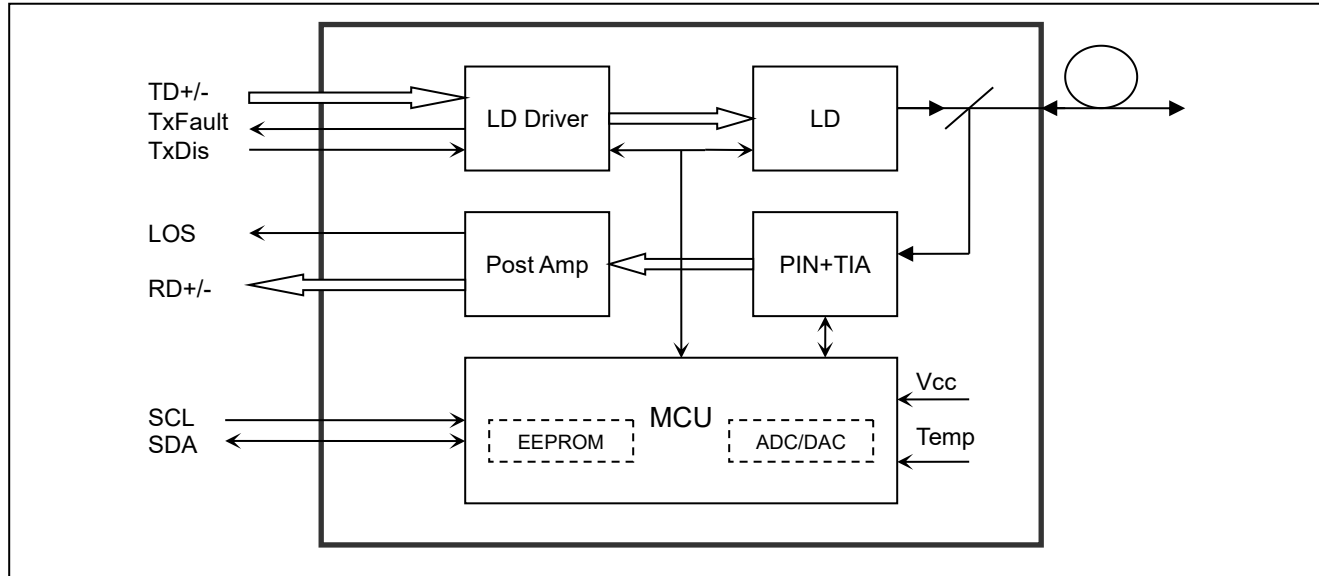 TD+/-
TxFault
TxDis
LD Driver
LD
LOS
RD+/-
Post Amp
PIN+TIA
SCL
SDA
MCU
EEPROM
ADC/DAC
Vcc
Temp